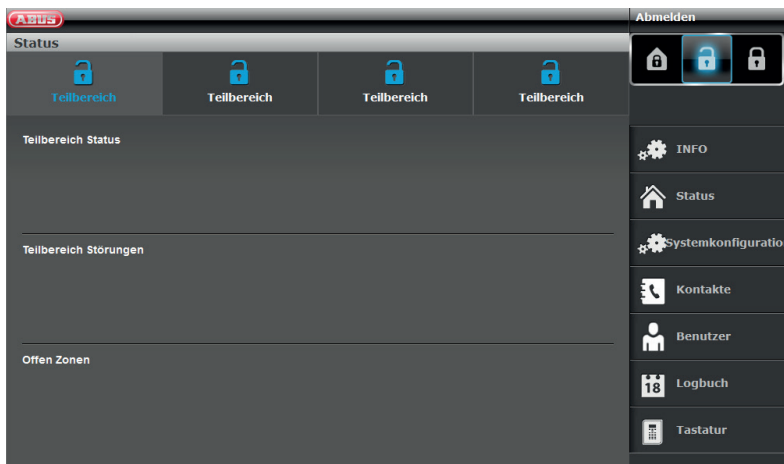 ABUS
Abmelden
Status
Teilbereich
Teilbereich
Teilbereich
Teilbereich
Teilbereich Status
Teilbereich Störungen
Offen Zonen
INFO
Status
Systemkonfiguratio
Kontakte
Benutzer
18
Logbuch
Tastatur